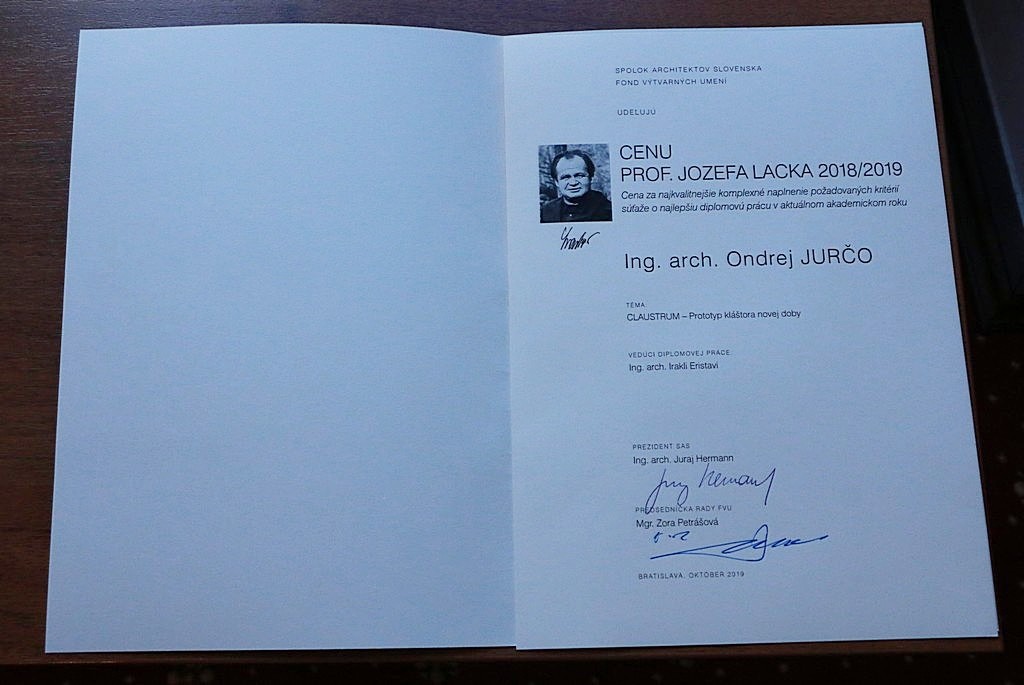 SPOLOK ARCHITEKTOV SLOVENSKA
FOND VÝTVARNÝCH UMENÍ
UDEĽUJÚ
CENU
PROF. JOZEFA LACKA 2018/2019
Cena za najkvalitnejšie komplexné naplnenie požadovaných kritérií
súťaže o najlepšiu diplomovú prácu v aktuálnom akademickom roku
Ing. arch. Ondrej JURČO
TÉMA:
CLAUSTRUM – Prototyp kláštora novej doby
VEDÚCI DIPLOMOVEJ PRÁCE:
Ing. arch. Irakli Eristavi
PREZIDENT SAS
Ing. arch. Juraj Hermann
PREDSEDNÍČKA RADY FVU
Mgr. Zora Petrášová
BRATISLAVA, OKTÓBER 2019